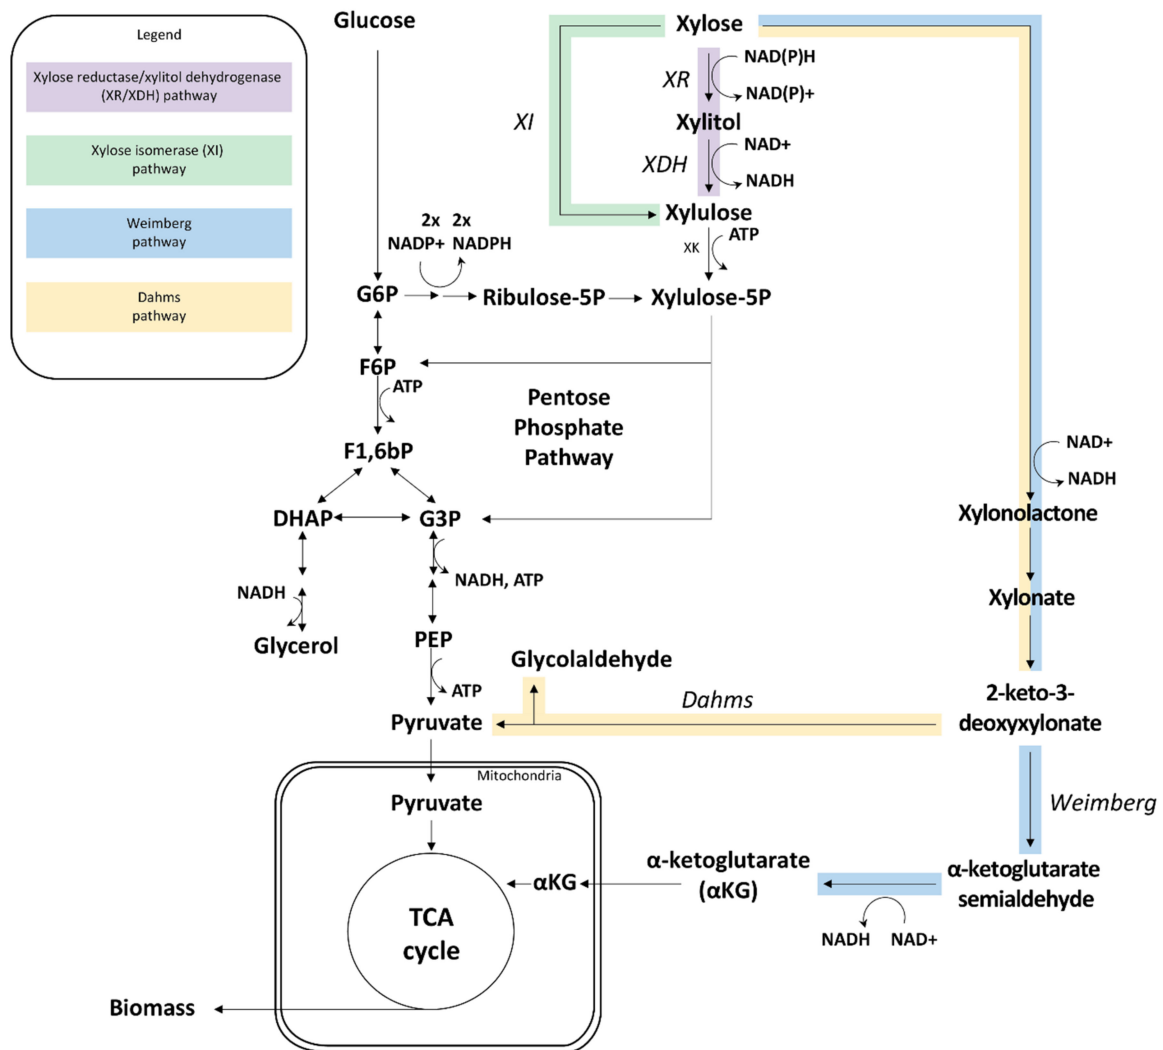 Legend
Xylose reductase/xylitol dehydrogenase
(XR/XDH) pathway
Xylose isomerase (XI)
pathway
Weimberg
pathway
Dahms
pathway
Glucose
Xylose
XI
XR
NAD(P)H
NAD(P)+
Xylitol
XDH
NAD+
NADH
Xylulose
XK
ATP
2x 2x
NADP+ NADPH
G6P
Ribulose-5P
Xylulose-5P
F6P
ATP
F1,6bP
Pentose
Phosphate
Pathway
DHAP
G3P
NADH, ATP
NADH
Glycerol
PEP
ATP
Pyruvate
Glycolaldehyde
Dahms
NAD+
NADH
Xylonolactone
Xylonate
2-keto-3-
deoxyxylonate
Weimberg
α-ketoglutarate
semialdehyde
NADH NAD+
α-ketoglutarate
(αKG)
Mitochondria
Pyruvate
αKG
TCA
cycle
Biomass